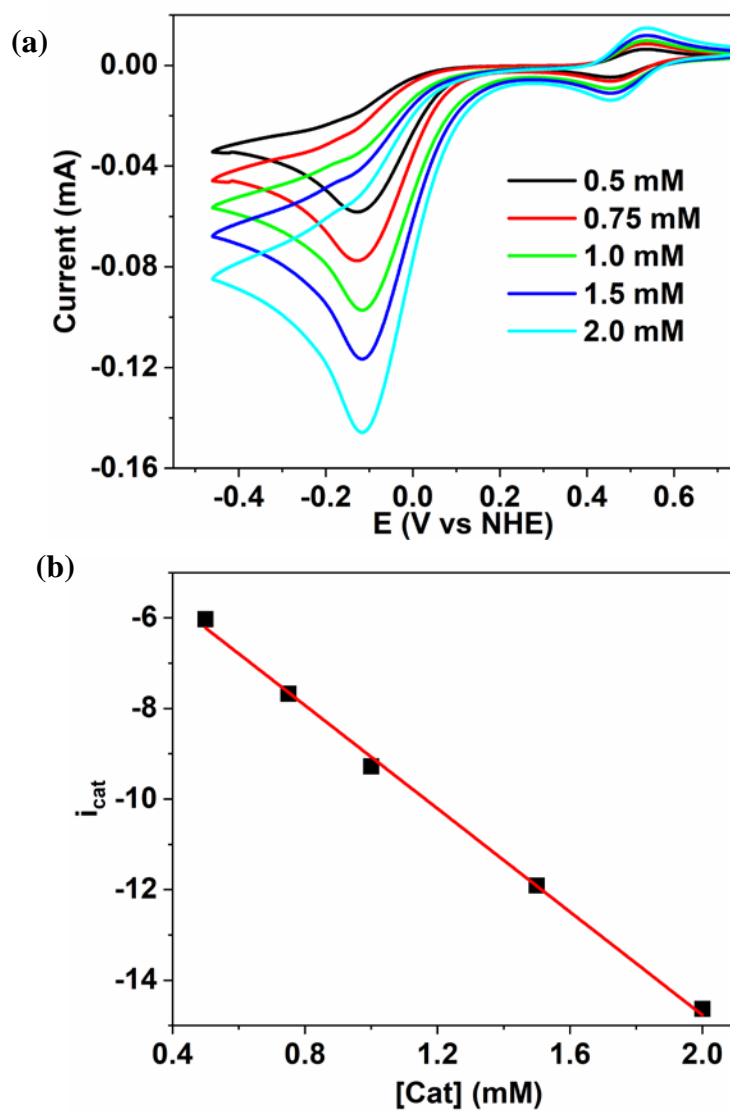 (a)
0.00
-0.04
-0.08
-0.12
-0.16
Current (mA)
0.5 mM
0.75 mM
1.0 mM
1.5 mM
2.0 mM
-0.4 -0.2 0.0 0.2 0.4 0.6
E (V vs NHE)
(b)
-6
-8
-10
-12
-14
i_cat
0.4 0.8 1.2 1.6 2.0
[Cat] (mM)